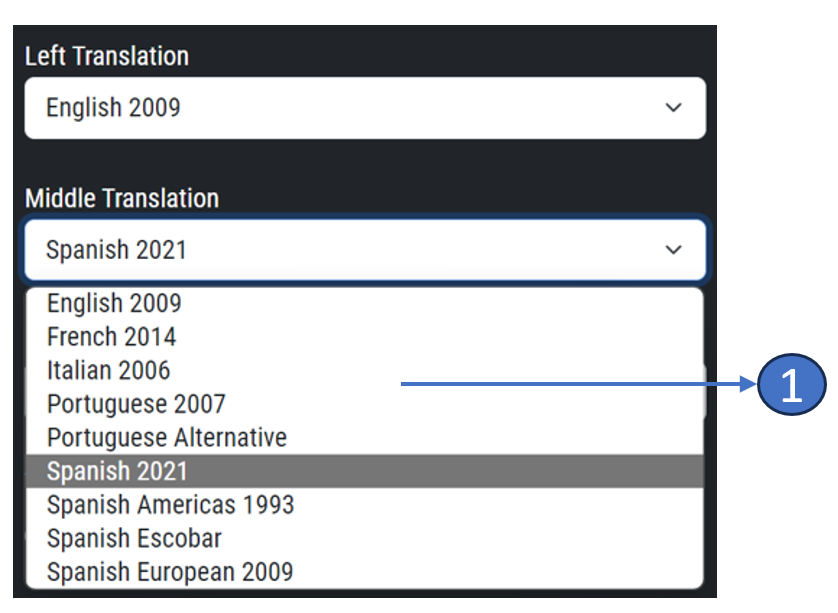 Left Translation
English 2009
Middle Translation
Spanish 2021
English 2009
French 2014
Italian 2006
1
Portuguese 2007
Portuguese Alternative
Spanish 2021
Spanish Americas 1993
Spanish Escobar
Spanish European 2009